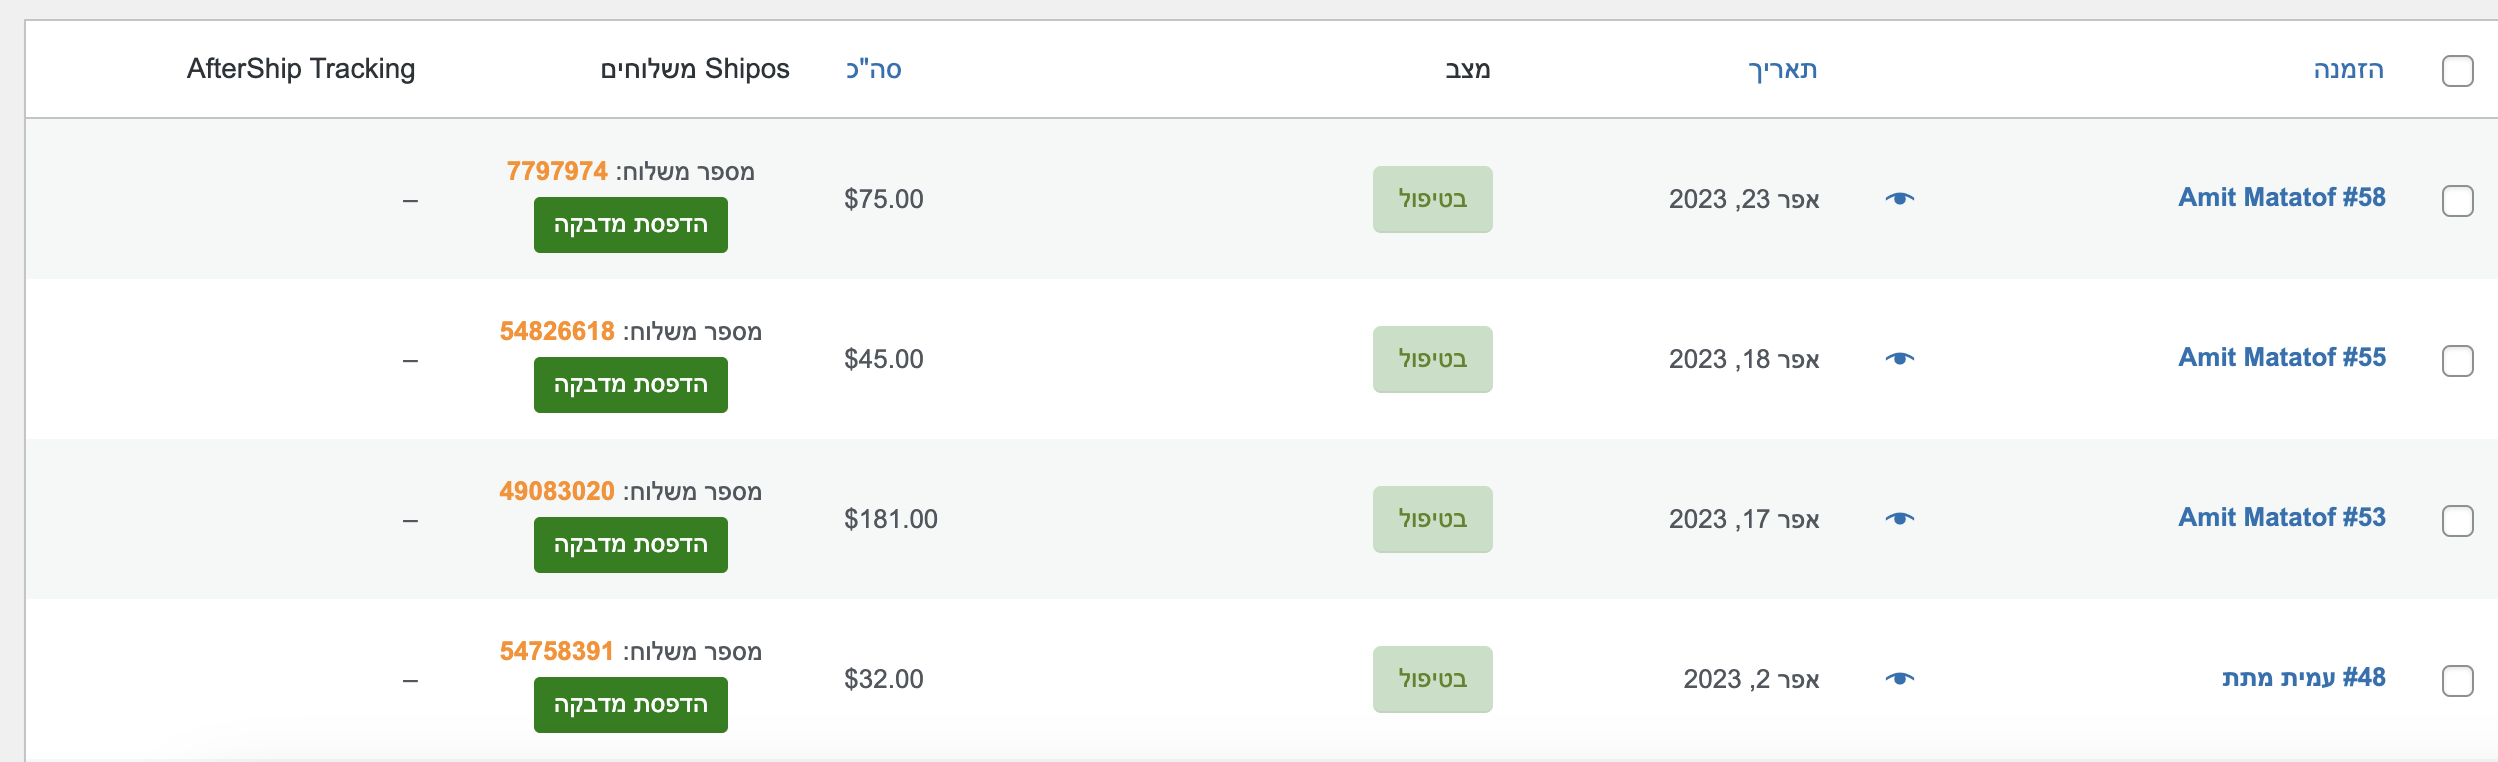 הזמנה
תאריך
מצב
סה"כ
Shipos משלוחים
AfterShip Tracking
Amit Matatof #58
אפר 23, 2023
בטיפול
$75.00
מספר משלוח: 7797974
הדפסת מדבקה
–
Amit Matatof #55
אפר 18, 2023
בטיפול
$45.00
מספר משלוח: 54826618
הדפסת מדבקה
–
Amit Matatof #53
אפר 17, 2023
בטיפול
$181.00
מספר משלוח: 49083020
הדפסת מדבקה
–
#48 עמית מתת
אפר 2, 2023
בטיפול
$32.00
מספר משלוח: 54758391
הדפסת מדבקה
–